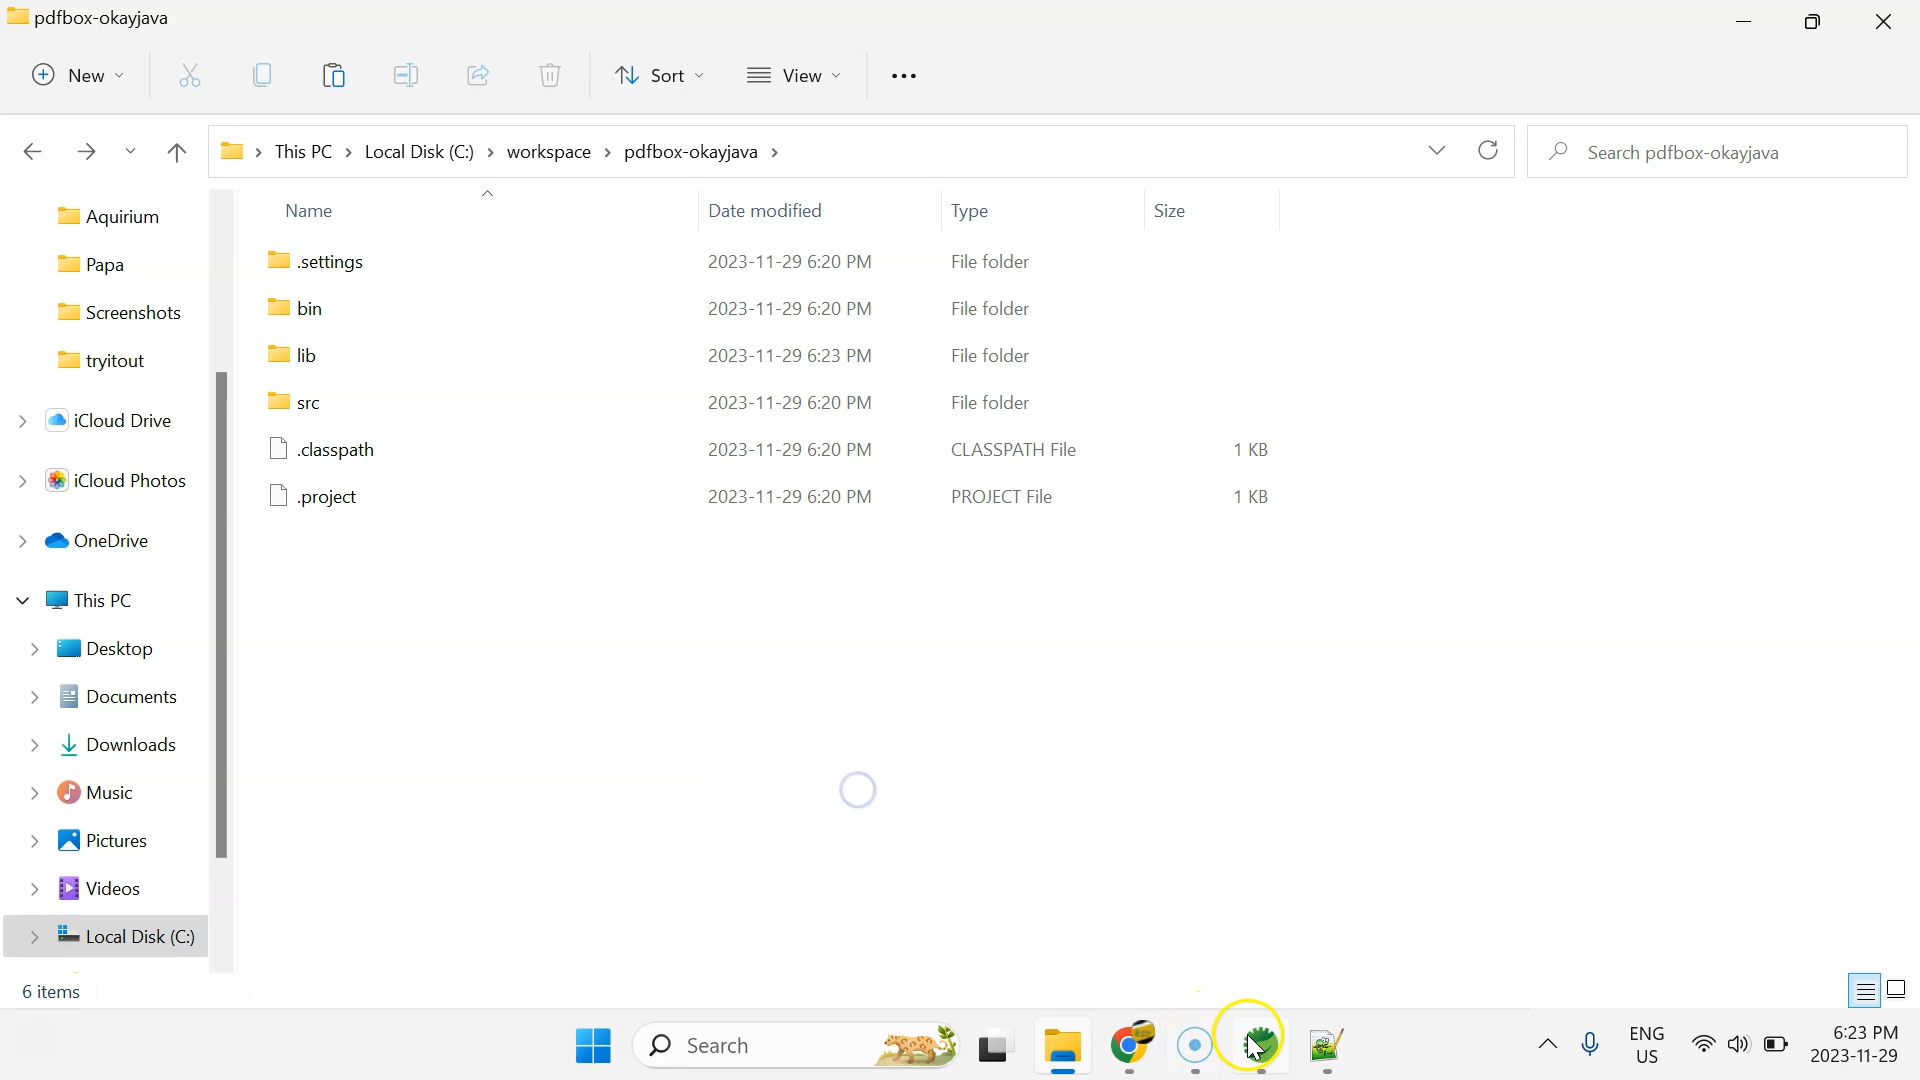 pdfbox-okayjava
New
Sort
View
This PC
Local Disk (C:)
workspace
pdfbox-okayjava
Search pdfbox-okayjava
Aquirium
Papa
Screenshots
tryitout
iCloud Drive
iCloud Photos
OneDrive
This PC
Desktop
Documents
Downloads
Music
Pictures
Videos
Local Disk (C:)
Name Date modified Type Size
.settings 2023-11-29 6:20 PM File folder
bin 2023-11-29 6:20 PM File folder
lib 2023-11-29 6:23 PM File folder
src 2023-11-29 6:20 PM File folder
.classpath 2023-11-29 6:20 PM CLASSPATH File 1 KB
.project 2023-11-29 6:20 PM PROJECT File 1 KB
6 items
Search
ENG
US
6:23 PM
2023-11-29